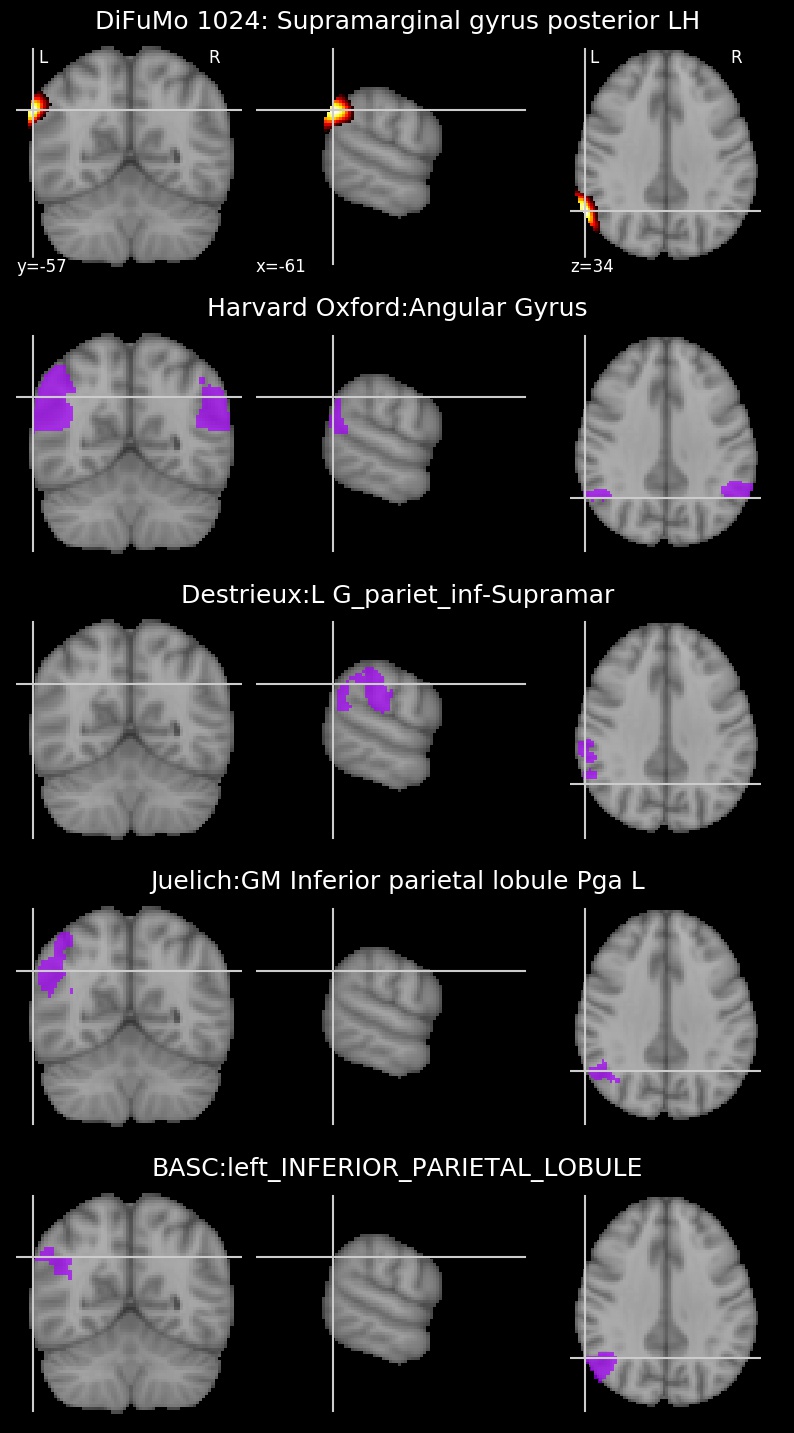 DiFuMo 1024: Supramarginal gyrus posterior LH
L R L R
y=-57 x=-61 z=34
Harvard Oxford:Angular Gyrus
Destrieux:L G_pariet_inf-Supramar
Juelich:GM Inferior parietal lobule Pga L
BASC:left_INFERIOR_PARIETAL_LOBULE